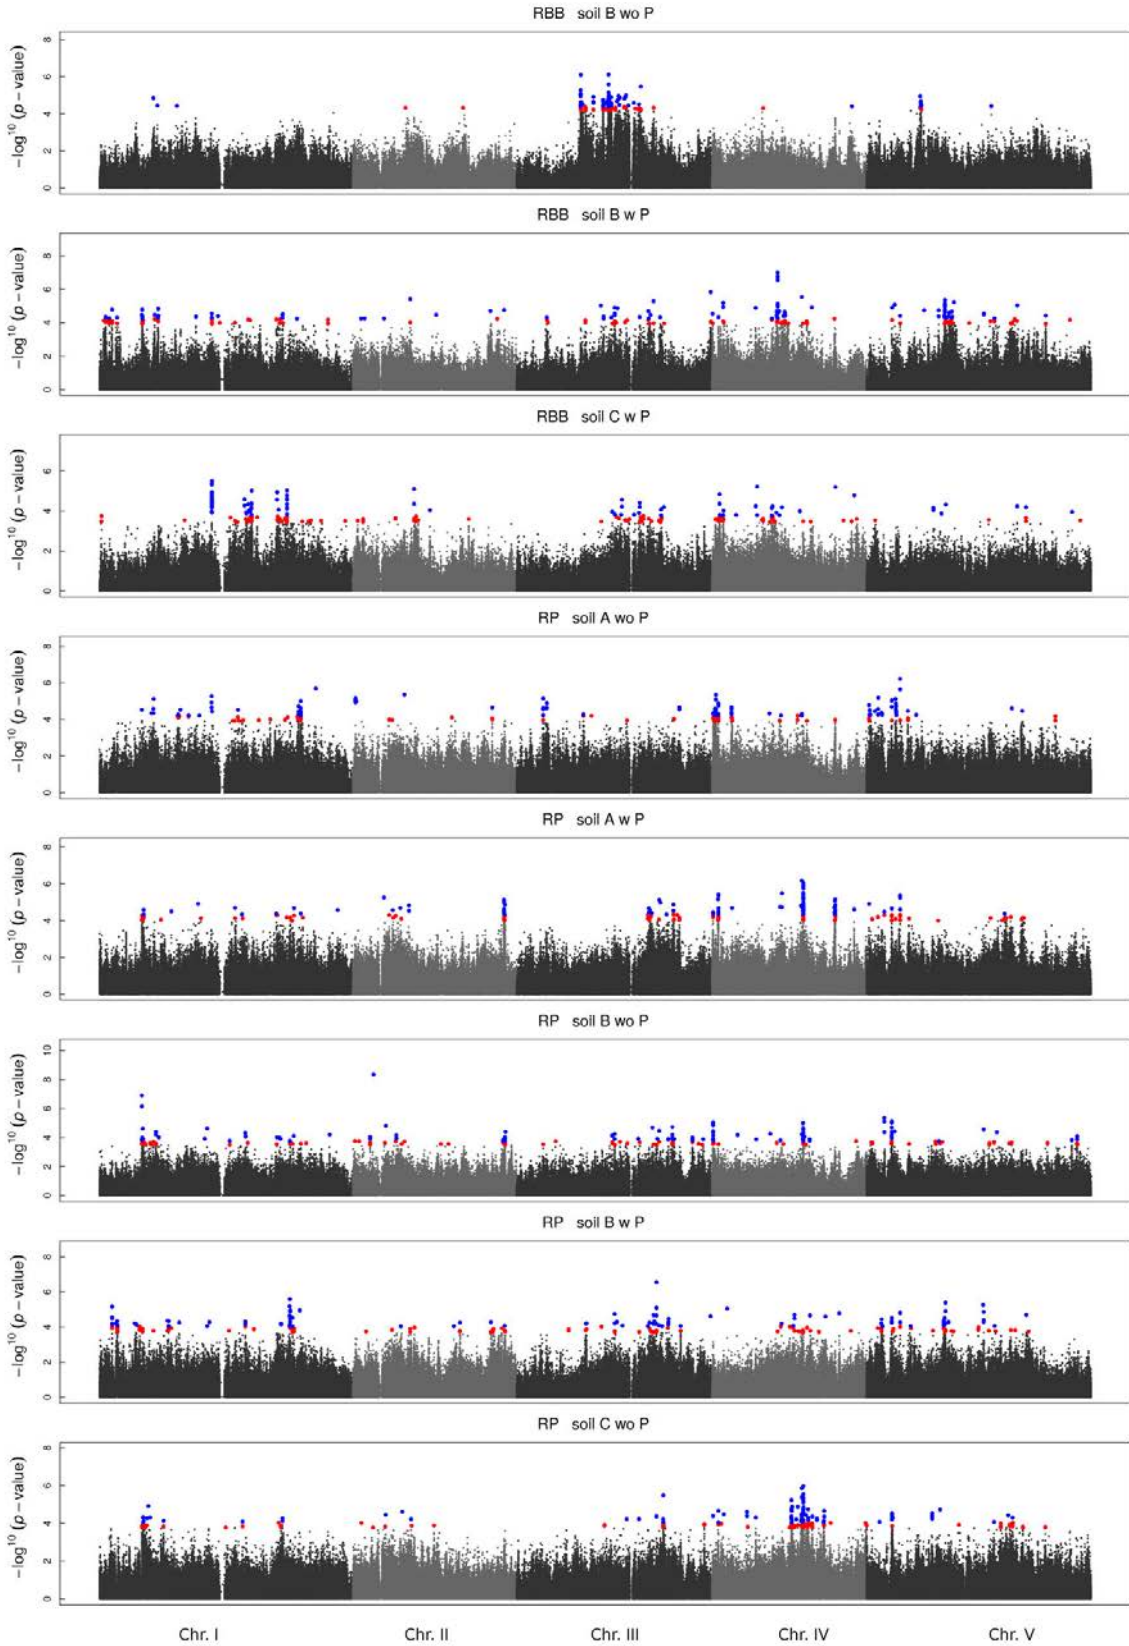 RBB soil B wo P
−log¹⁰ (p − value)
8
6
4
2
0
RBB soil B w P
−log¹⁰ (p − value)
8
6
4
2
0
RBB soil C w P
−log¹⁰ (p − value)
6
4
2
0
RP soil A wo P
−log¹⁰ (p − value)
8
6
4
2
0
RP soil A w P
−log¹⁰ (p − value)
8
6
4
2
0
RP soil B wo P
−log¹⁰ (p − value)
10
8
6
4
2
0
RP soil B w P
−log¹⁰ (p − value)
8
6
4
2
0
RP soil C wo P
−log¹⁰ (p − value)
8
6
4
2
0
Chr. I Chr. II Chr. III Chr. IV Chr. V